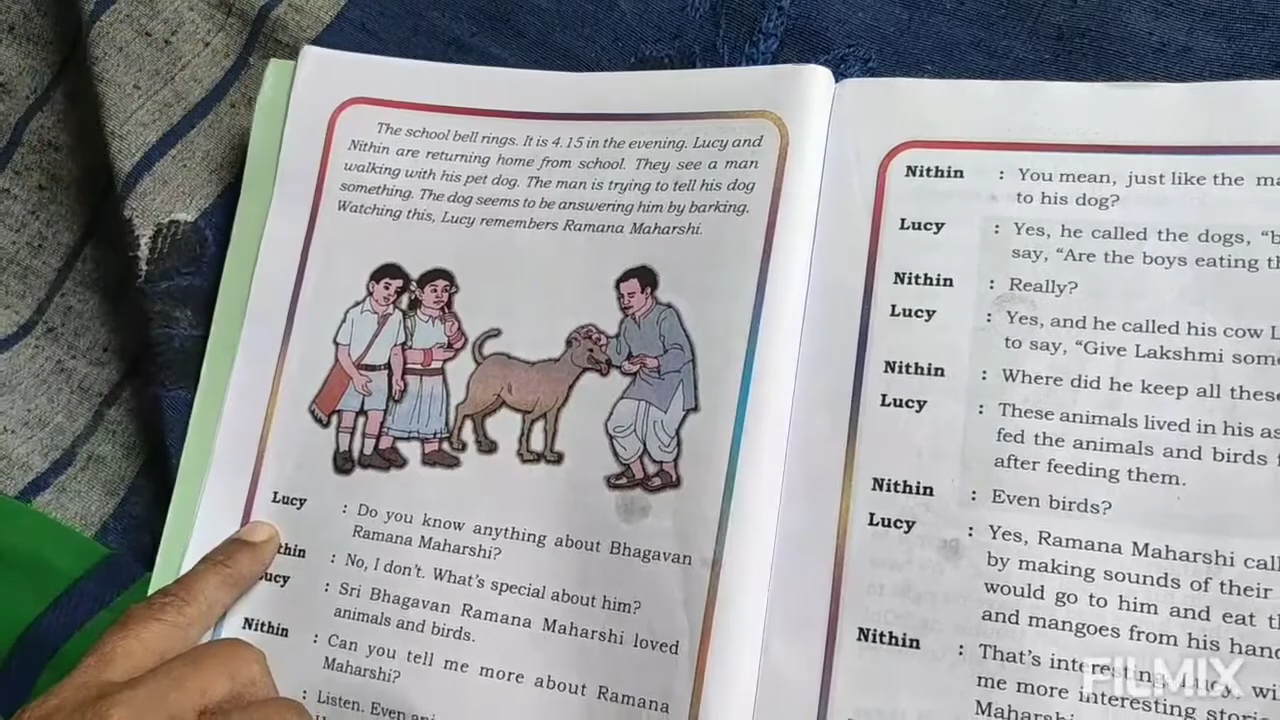 The school bell rings. It is 4.15 in the evening. Lucy and
Nithin are returning home from school. They see a man
walking with his pet dog. The man is trying to tell his dog
something. The dog seems to be answering him by barking.
Watching this, Lucy remembers Ramana Maharshi.
Lucy : Do you know anything about Bhagavan
Ramana Maharshi?
thin : No, I don't. What's special about him?
ucy : Sri Bhagavan Ramana Maharshi loved
animals and birds.
Nithin : Can you tell me more about Ramana
Maharshi?
: Listen. Even
Nithin : You mean, just like the
to his dog?
Lucy : Yes, he called the dogs,
say, "Are the boys eating
Nithin : Really?
Lucy : Yes, and he called his cow
to say, "Give Lakshmi
Nithin : Where did he keep all
Lucy : These animals lived in his
fed the animals and birds
after feeding them.
Nithin : Even birds?
Lucy : Yes, Ramana Maharshi
by making sounds of their
would go to him and eat
and mangoes from his
Nithin : That's
me more interesting
FILMIX